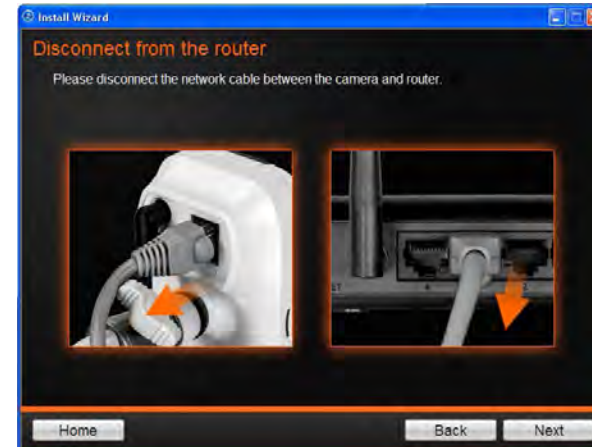 Install Wizard
Disconnect from the router
Please disconnect the network cable between the camera and router.
Home
Back
Next